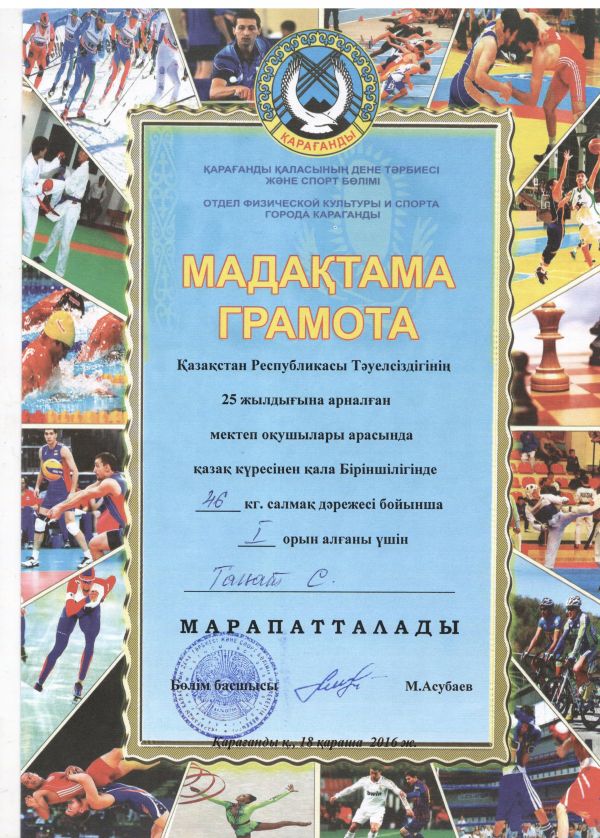 ҚАРАҒАНДЫ
ҚАРАҒАНДЫ ҚАЛАСЫНЫҢ ДЕНЕ ТӘРБИЕСІ
ЖӘНЕ СПОРТ БӨЛІМІ
ОТДЕЛ ФИЗИЧЕСКОЙ КУЛЬТУРЫ И СПОРТА
ГОРОДА КАРАГАНДЫ
МАДАҚТАМА
ГРАМОТА
Қазақстан Республикасы Тәуелсіздігінің
25 жылдығына арналған
мектеп оқушылары арасында
қазақ күресінен қала Біріншілігінде
46 кг. салмақ дәрежесі бойынша
I орын алғаны үшін
Танат С.
МАРАПАТТАЛАДЫ
Бөлім басшысы М.Асубаев
Қарағанды қ., 18 қараша 2016 ж.